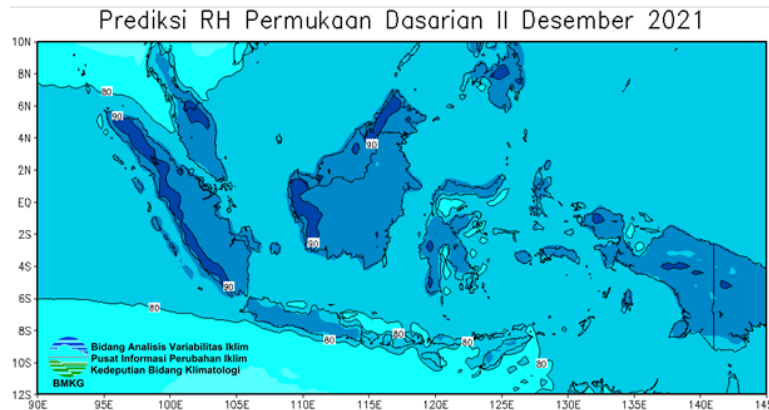 Prediksi RH Permukaan Dasarian II Desember 2021
10N
8N
6N
4N
2N
EQ
2S
4S
6S
8S
10S
12S
80
90
90
90
90
80
80
80
80
80
Bidang Analisis Variabilitas Iklim
Pusat Informasi Perubahan Iklim
Kedeputian Bidang Klimatologi
BMKG
90E 95E 100E 105E 110E 115E 120E 125E 130E 135E 140E 145E